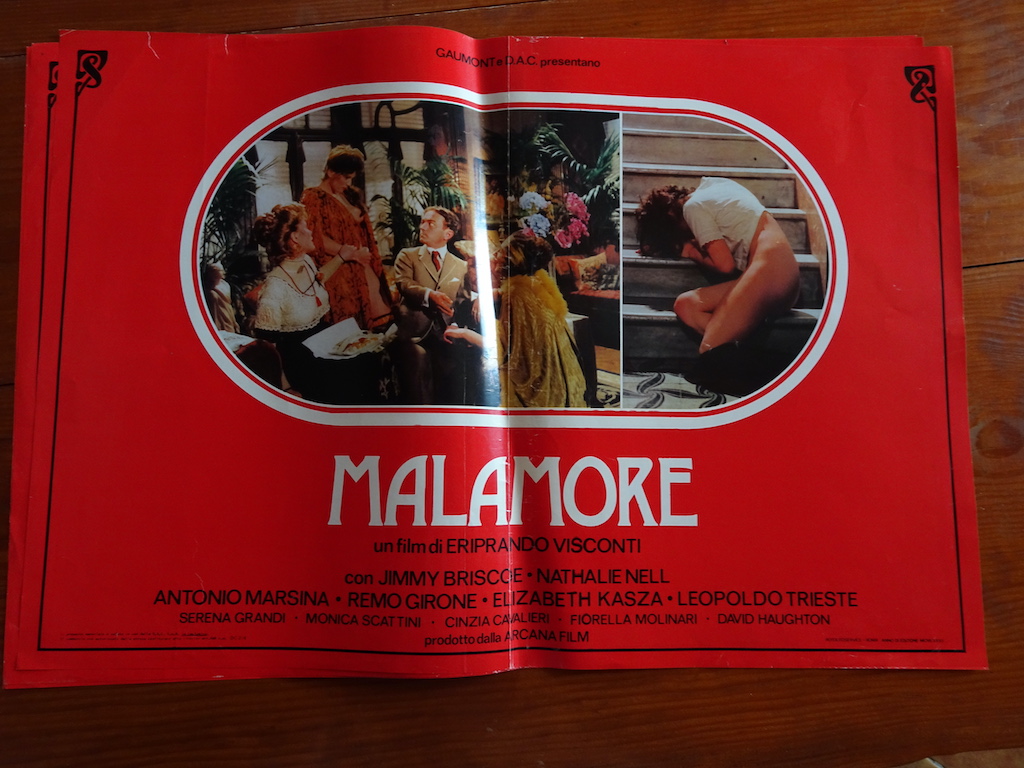 GAUMONT e D.A.C. presentano
MALAMORE
un film di ERIPRANDO VISCONTI
con JIMMY BRISCOE • NATHALIE NELL
ANTONIO MARSINA • REMO GIRONE • ELIZABETH KASZA • LEOPOLDO TRIESTE
SERENA GRANDI • MONICA SCATTINI • CINZIA CAVALIERI • FIORELLA MOLINARI • DAVID HAUGHTON
prodotto dalla ARCANA FILM